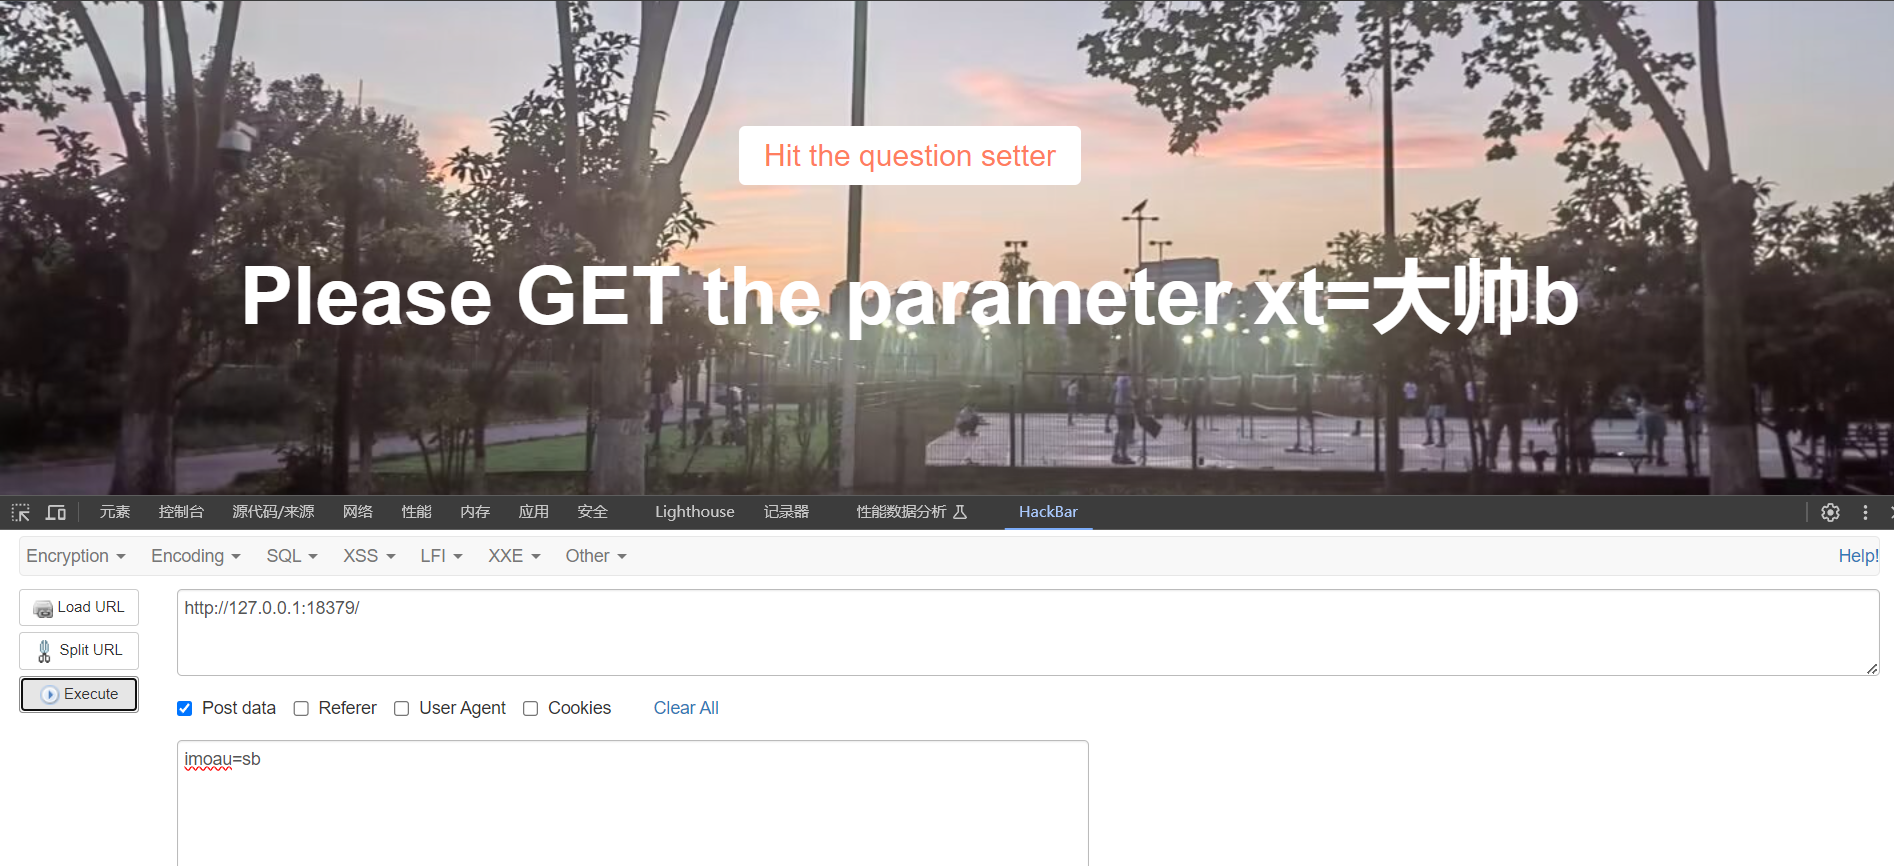 Hit the question setter
Please GET the parameter xt=大帅b
元素 控制台 源代码/来源 网络 性能 内存 应用 安全 Lighthouse 记录器 性能数据分析 HackBar
Encryption Encoding SQL XSS LFI XXE Other Help!
Load URL http://127.0.0.1:18379/
Split URL
Execute
Post data Referer User Agent Cookies Clear All
imoau=sb